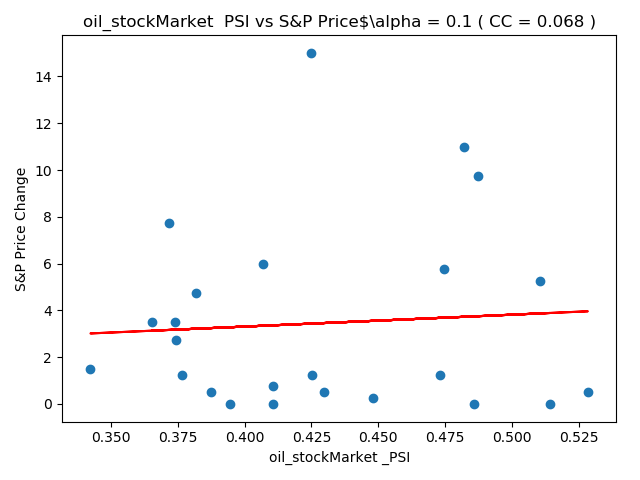 oil_stockMarket  PSI vs S&P Price$\alpha = 0.1 ( CC = 0.068 )
14
12
10
8
6
4
2
0
S&P Price Change
0.350 0.375 0.400 0.425 0.450 0.475 0.500 0.525
oil_stockMarket _PSI